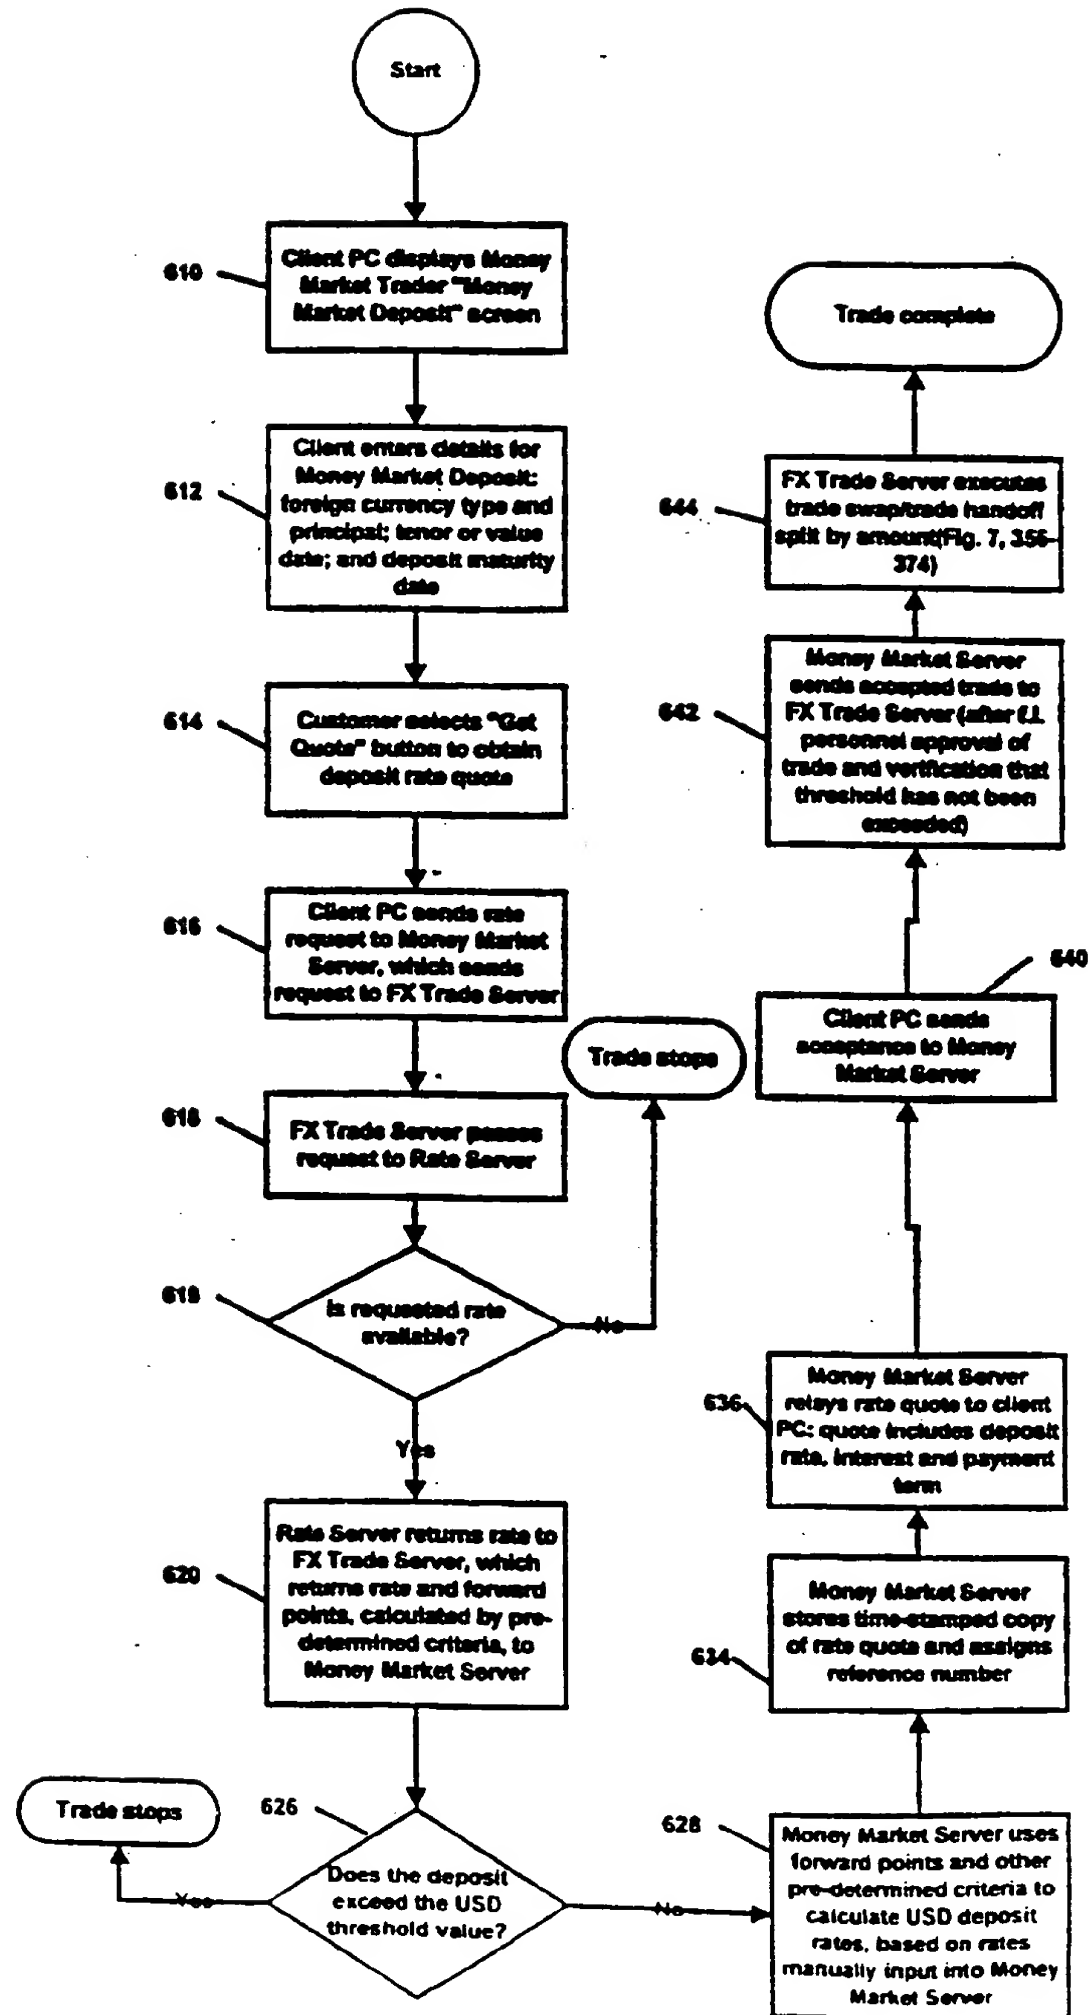 Start
610
Client PC displays Money
Market Trader "Money
Market Deposit" screen
612
Client enters details for
Money Market Deposit:
foreign currency type and
principal; tenor or value
date; and deposit maturity
date
614
Customer selects "Get
Quote" button to obtain
deposit rate quote
616
Client PC sends rate
request to Money Market
Server, which sends
request to FX Trade Server
618
FX Trade Server passes
request to Rate Server
619
Is requested rate
available?
No
Trade stops
Yes
620
Rate Server returns rate to
FX Trade Server, which
returns rate and forward
points, calculated by pre-
determined criteria, to
Money Market Server
626
Does the deposit
exceed the USD
threshold value?
Yes
Trade stops
No
628
Money Market Server uses
forward points and other
pre-determined criteria to
calculate USD deposit
rates, based on rates
manually input into Money
Market Server
634
Money Market Server
stores time-stamped copy
of rate quote and assigns
reference number
636
Money Market Server
relays rate quote to client
PC: quote includes deposit
rate, interest and payment
term
640
Client PC sends
acceptance to Money
Market Server
642
Money Market Server
sends accepted trade to
FX Trade Server (after f.i.
personnel approval of
trade and verification that
threshold has not been
exceeded)
644
FX Trade Server executes
trade swap/trade handoff
split by amount(Fig. 7, 356-
374)
Trade complete